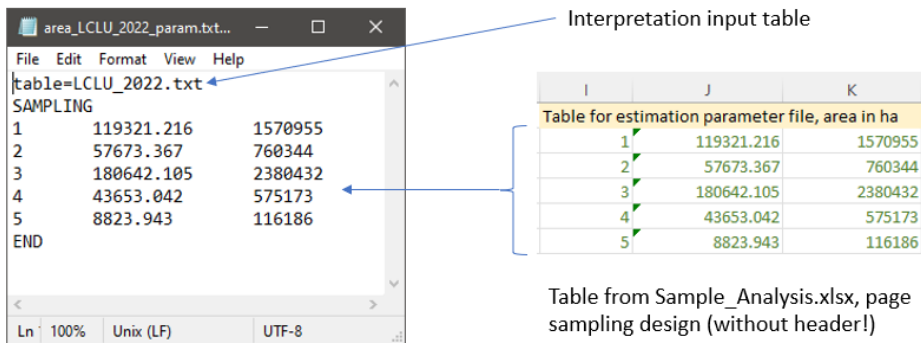 area_LCLU_2022_param.txt...
File Edit Format View Help
table=LCLU_2022.txt
SAMPLING
1 119321.216 1570955
2 57673.367 760344
3 180642.105 2380432
4 43653.042 575173
5 8823.943 116186
END
Ln 100% Unix (LF) UTF-8
Interpretation input table
I J K
Table for estimation parameter file, area in ha
1 119321.216 1570955
2 57673.367 760344
3 180642.105 2380432
4 43653.042 575173
5 8823.943 116186
Table from Sample_Analysis.xlsx, page
sampling design (without header!)